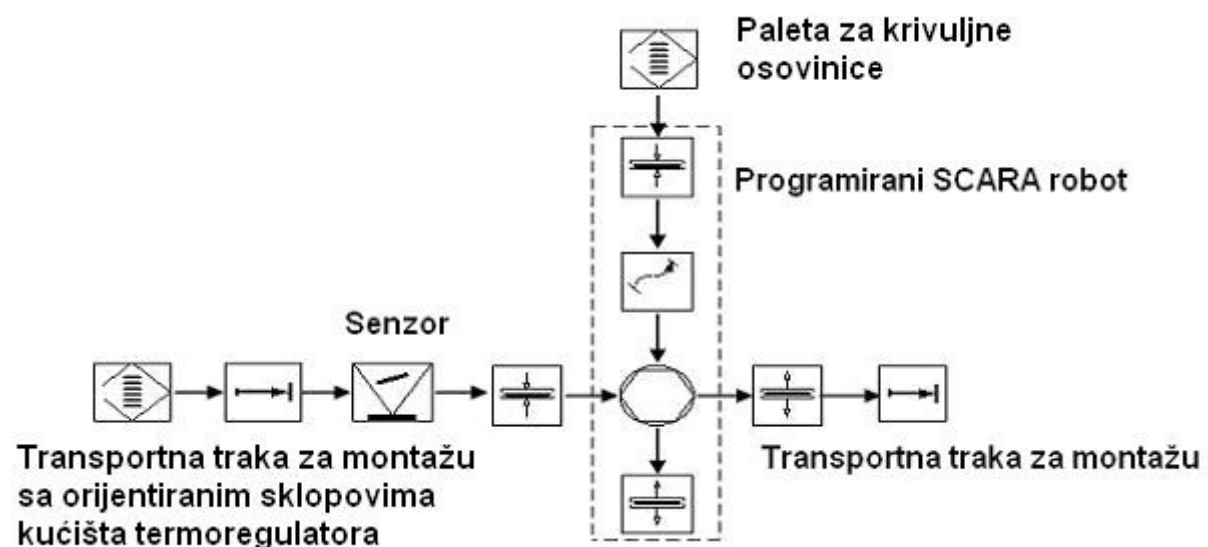 Paleta za krivuljne
osovinice
Programirani SCARA robot
Senzor
Transportna traka za montažu
sa orijentiranim sklopovima
kućišta termoregulatora
Transportna traka za montažu